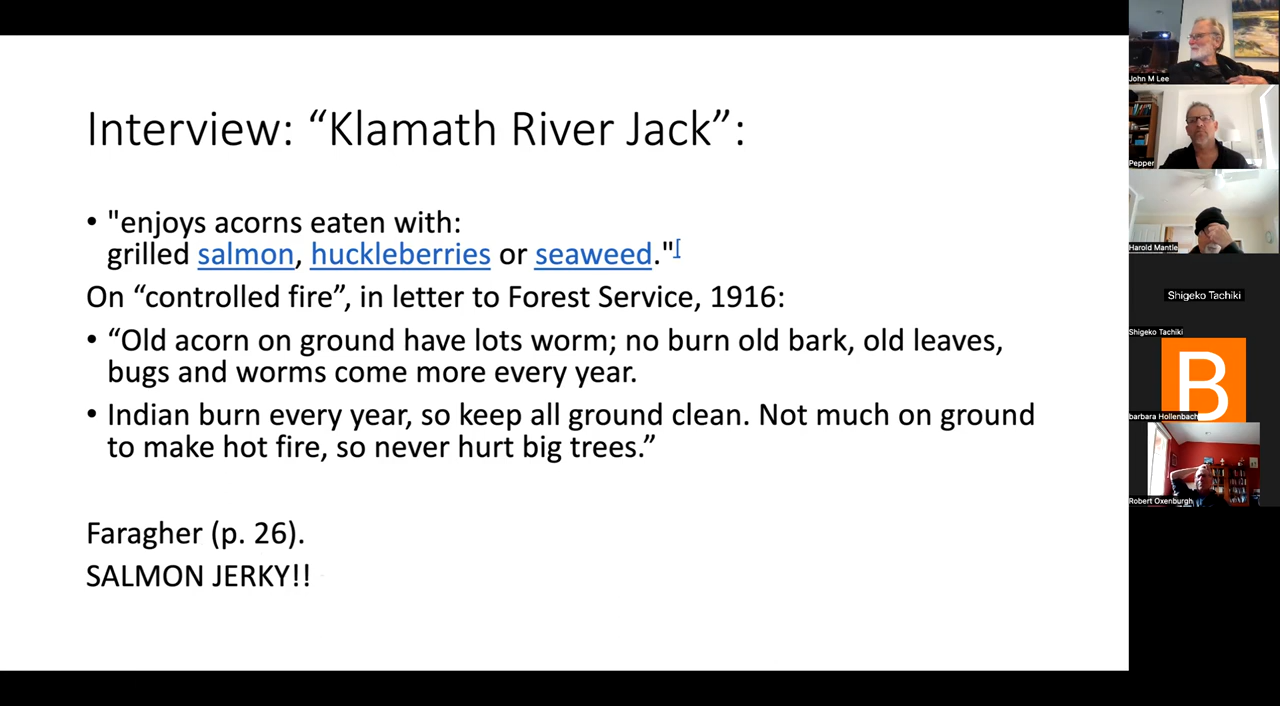 Interview: “Klamath River Jack”:
• "enjoys acorns eaten with:
grilled salmon, huckleberries or seaweed."[
On “controlled fire”, in letter to Forest Service, 1916:
• “Old acorn on ground have lots worm; no burn old bark, old leaves,
bugs and worms come more every year.
• Indian burn every year, so keep all ground clean. Not much on ground
to make hot fire, so never hurt big trees.”
Faragher (p. 26).
SALMON JERKY!!
John M Lee
Pepper
Harold Mantle
Shigeko Tachiki
Shigeko Tachiki
B
barbara Hollenbach
Robert Oxenburgh